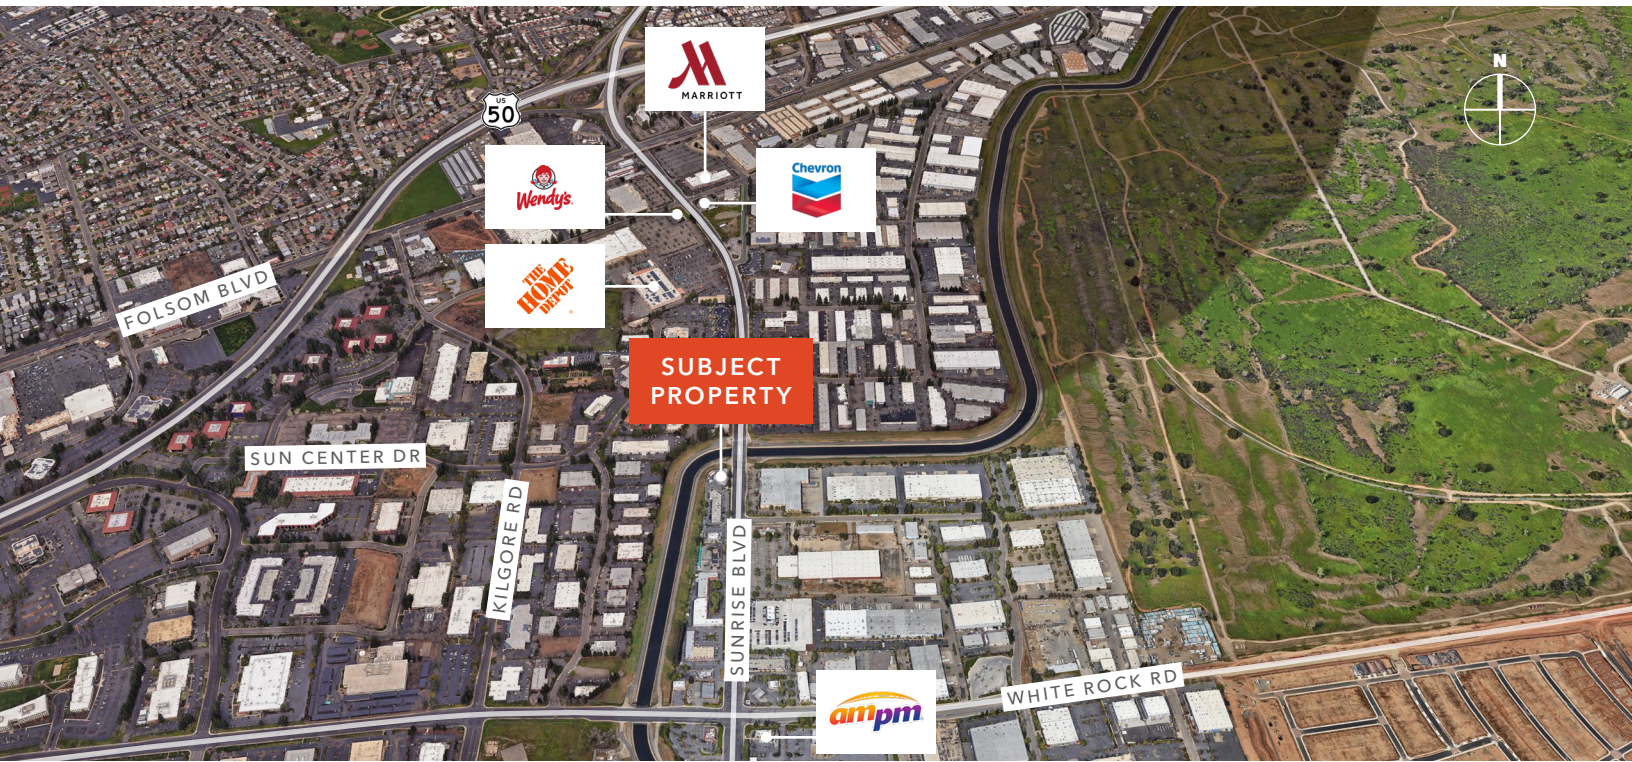 MARRIOTT
N
US
50
Wendy's
Chevron
THE
HOME
DEPOT
FOLSOM BLVD
SUBJECT
PROPERTY
SUN CENTER DR
KILGORE RD
SUNRISE BLVD
WHITE ROCK RD
ampm